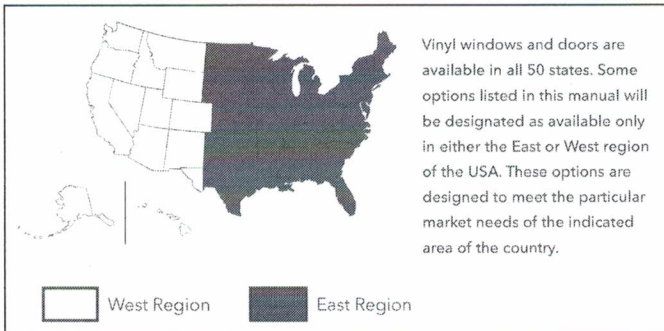 Vinyl windows and doors are
available in all 50 states. Some
options listed in this manual will
be designated as available only
in either the East or West region
of the USA. These options are
designed to meet the particular
market needs of the indicated
area of the country.
West Region
East Region